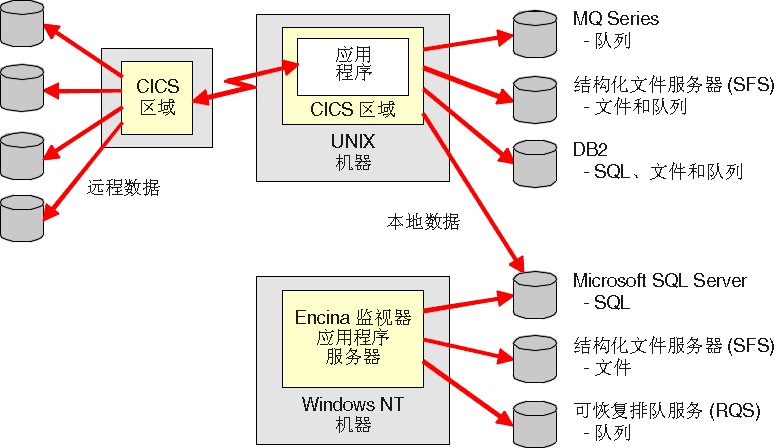 CICS
区域
远程数据
应用
程序
CICS 区域
UNIX
机器
MQ Series
- 队列
结构化文件服务器 (SFS)
- 文件和队列
DB2
- SQL、文件和队列
本地数据
Encina 监视器
应用程序
服务器
Windows NT
机器
Microsoft SQL Server
- SQL
结构化文件服务器 (SFS)
- 文件
可恢复排队服务 (RQS)
- 队列